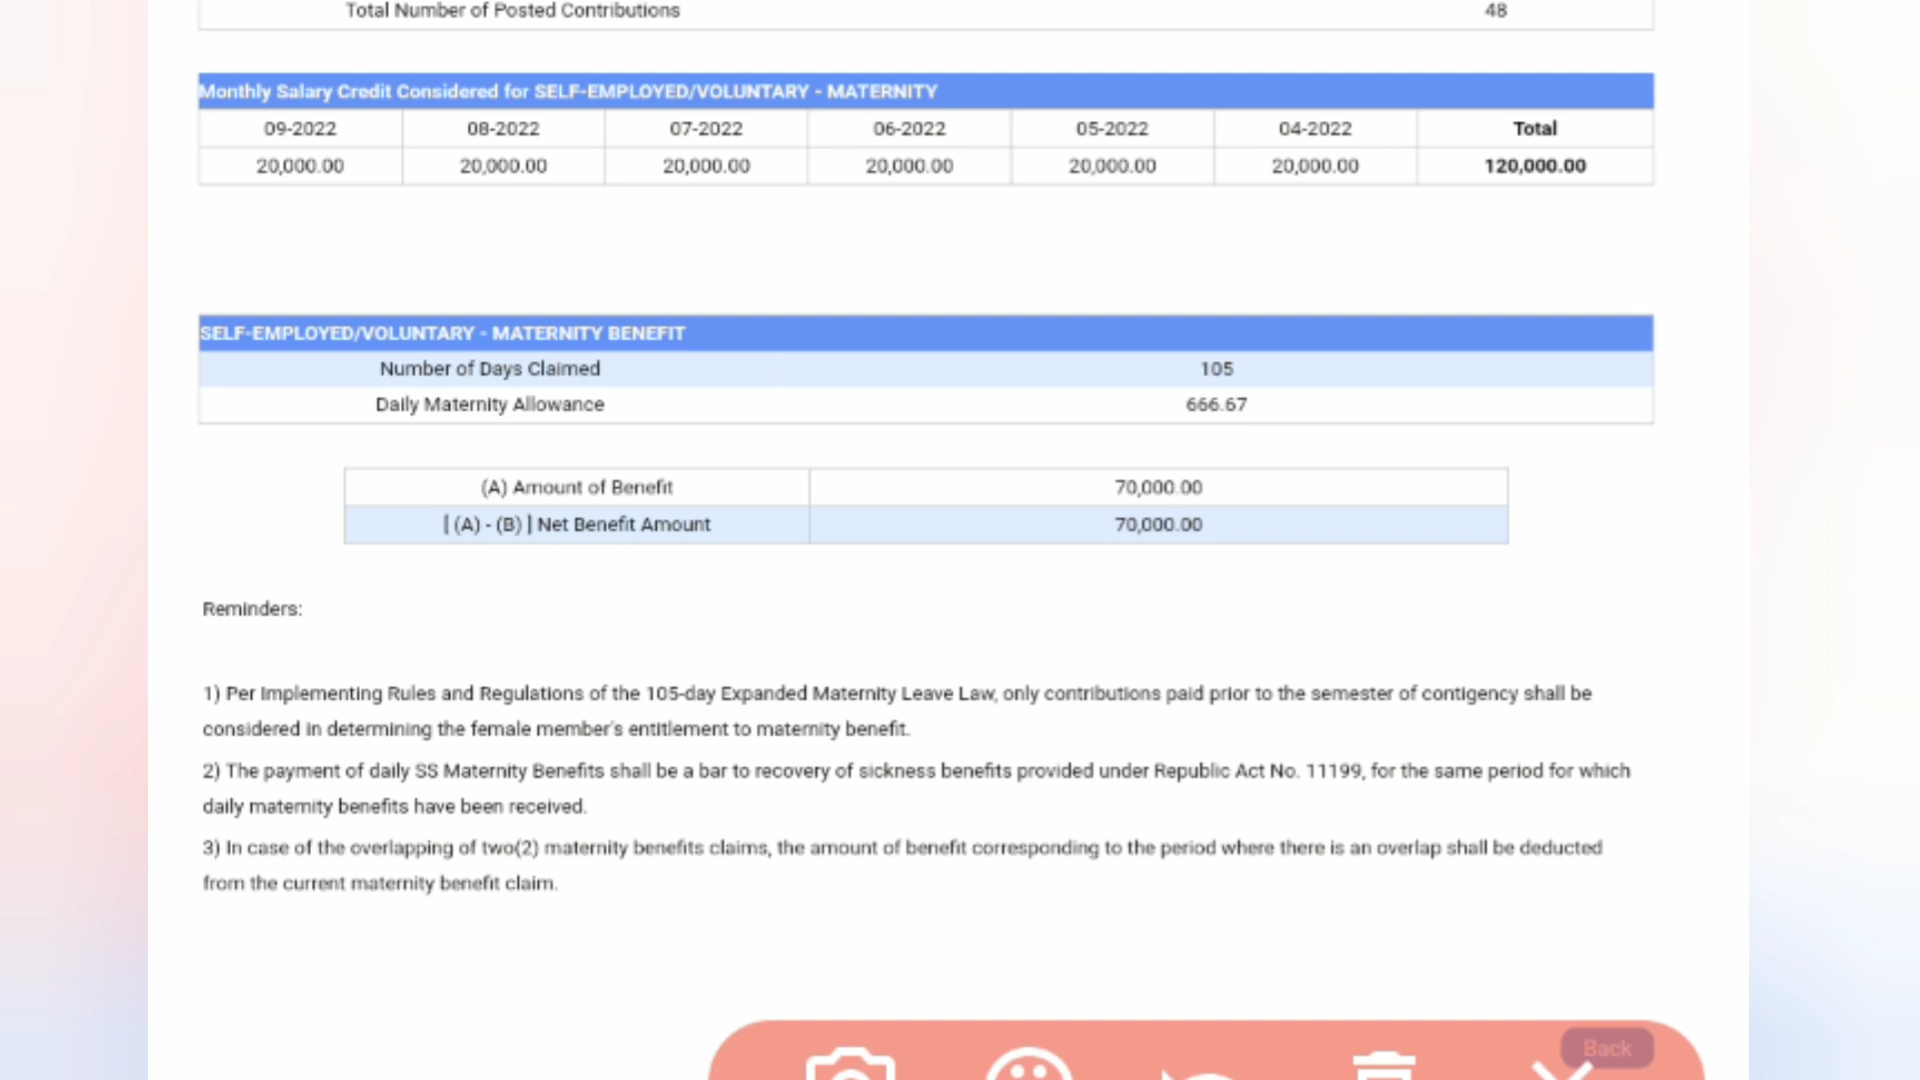 Total Number of Posted Contributions 48
Monthly Salary Credit Considered for SELF-EMPLOYED/VOLUNTARY - MATERNITY
09-2022 08-2022 07-2022 06-2022 05-2022 04-2022 Total
20,000.00 20,000.00 20,000.00 20,000.00 20,000.00 20,000.00 120,000.00
SELF-EMPLOYED/VOLUNTARY - MATERNITY BENEFIT
Number of Days Claimed 105
Daily Maternity Allowance 666.67
(A) Amount of Benefit 70,000.00
[ (A) - (B) ] Net Benefit Amount 70,000.00
Reminders:
1) Per Implementing Rules and Regulations of the 105-day Expanded Maternity Leave Law, only contributions paid prior to the semester of contigency shall be
considered in determining the female member's entitlement to maternity benefit.
2) The payment of daily SS Maternity Benefits shall be a bar to recovery of sickness benefits provided under Republic Act No. 11199, for the same period for which
daily maternity benefits have been received.
3) In case of the overlapping of two(2) maternity benefits claims, the amount of benefit corresponding to the period where there is an overlap shall be deducted
from the current maternity benefit claim.
Back